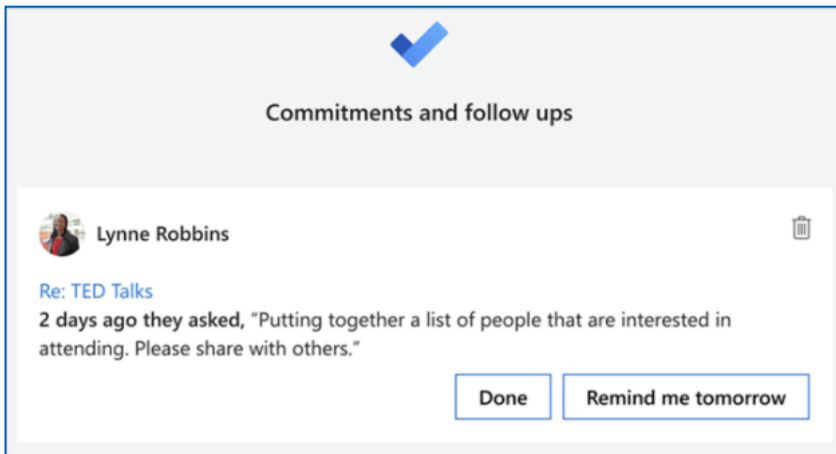 Commitments and follow ups
Lynne Robbins
Re: TED Talks
2 days ago they asked, “Putting together a list of people that are interested in
attending. Please share with others.”
Done
Remind me tomorrow